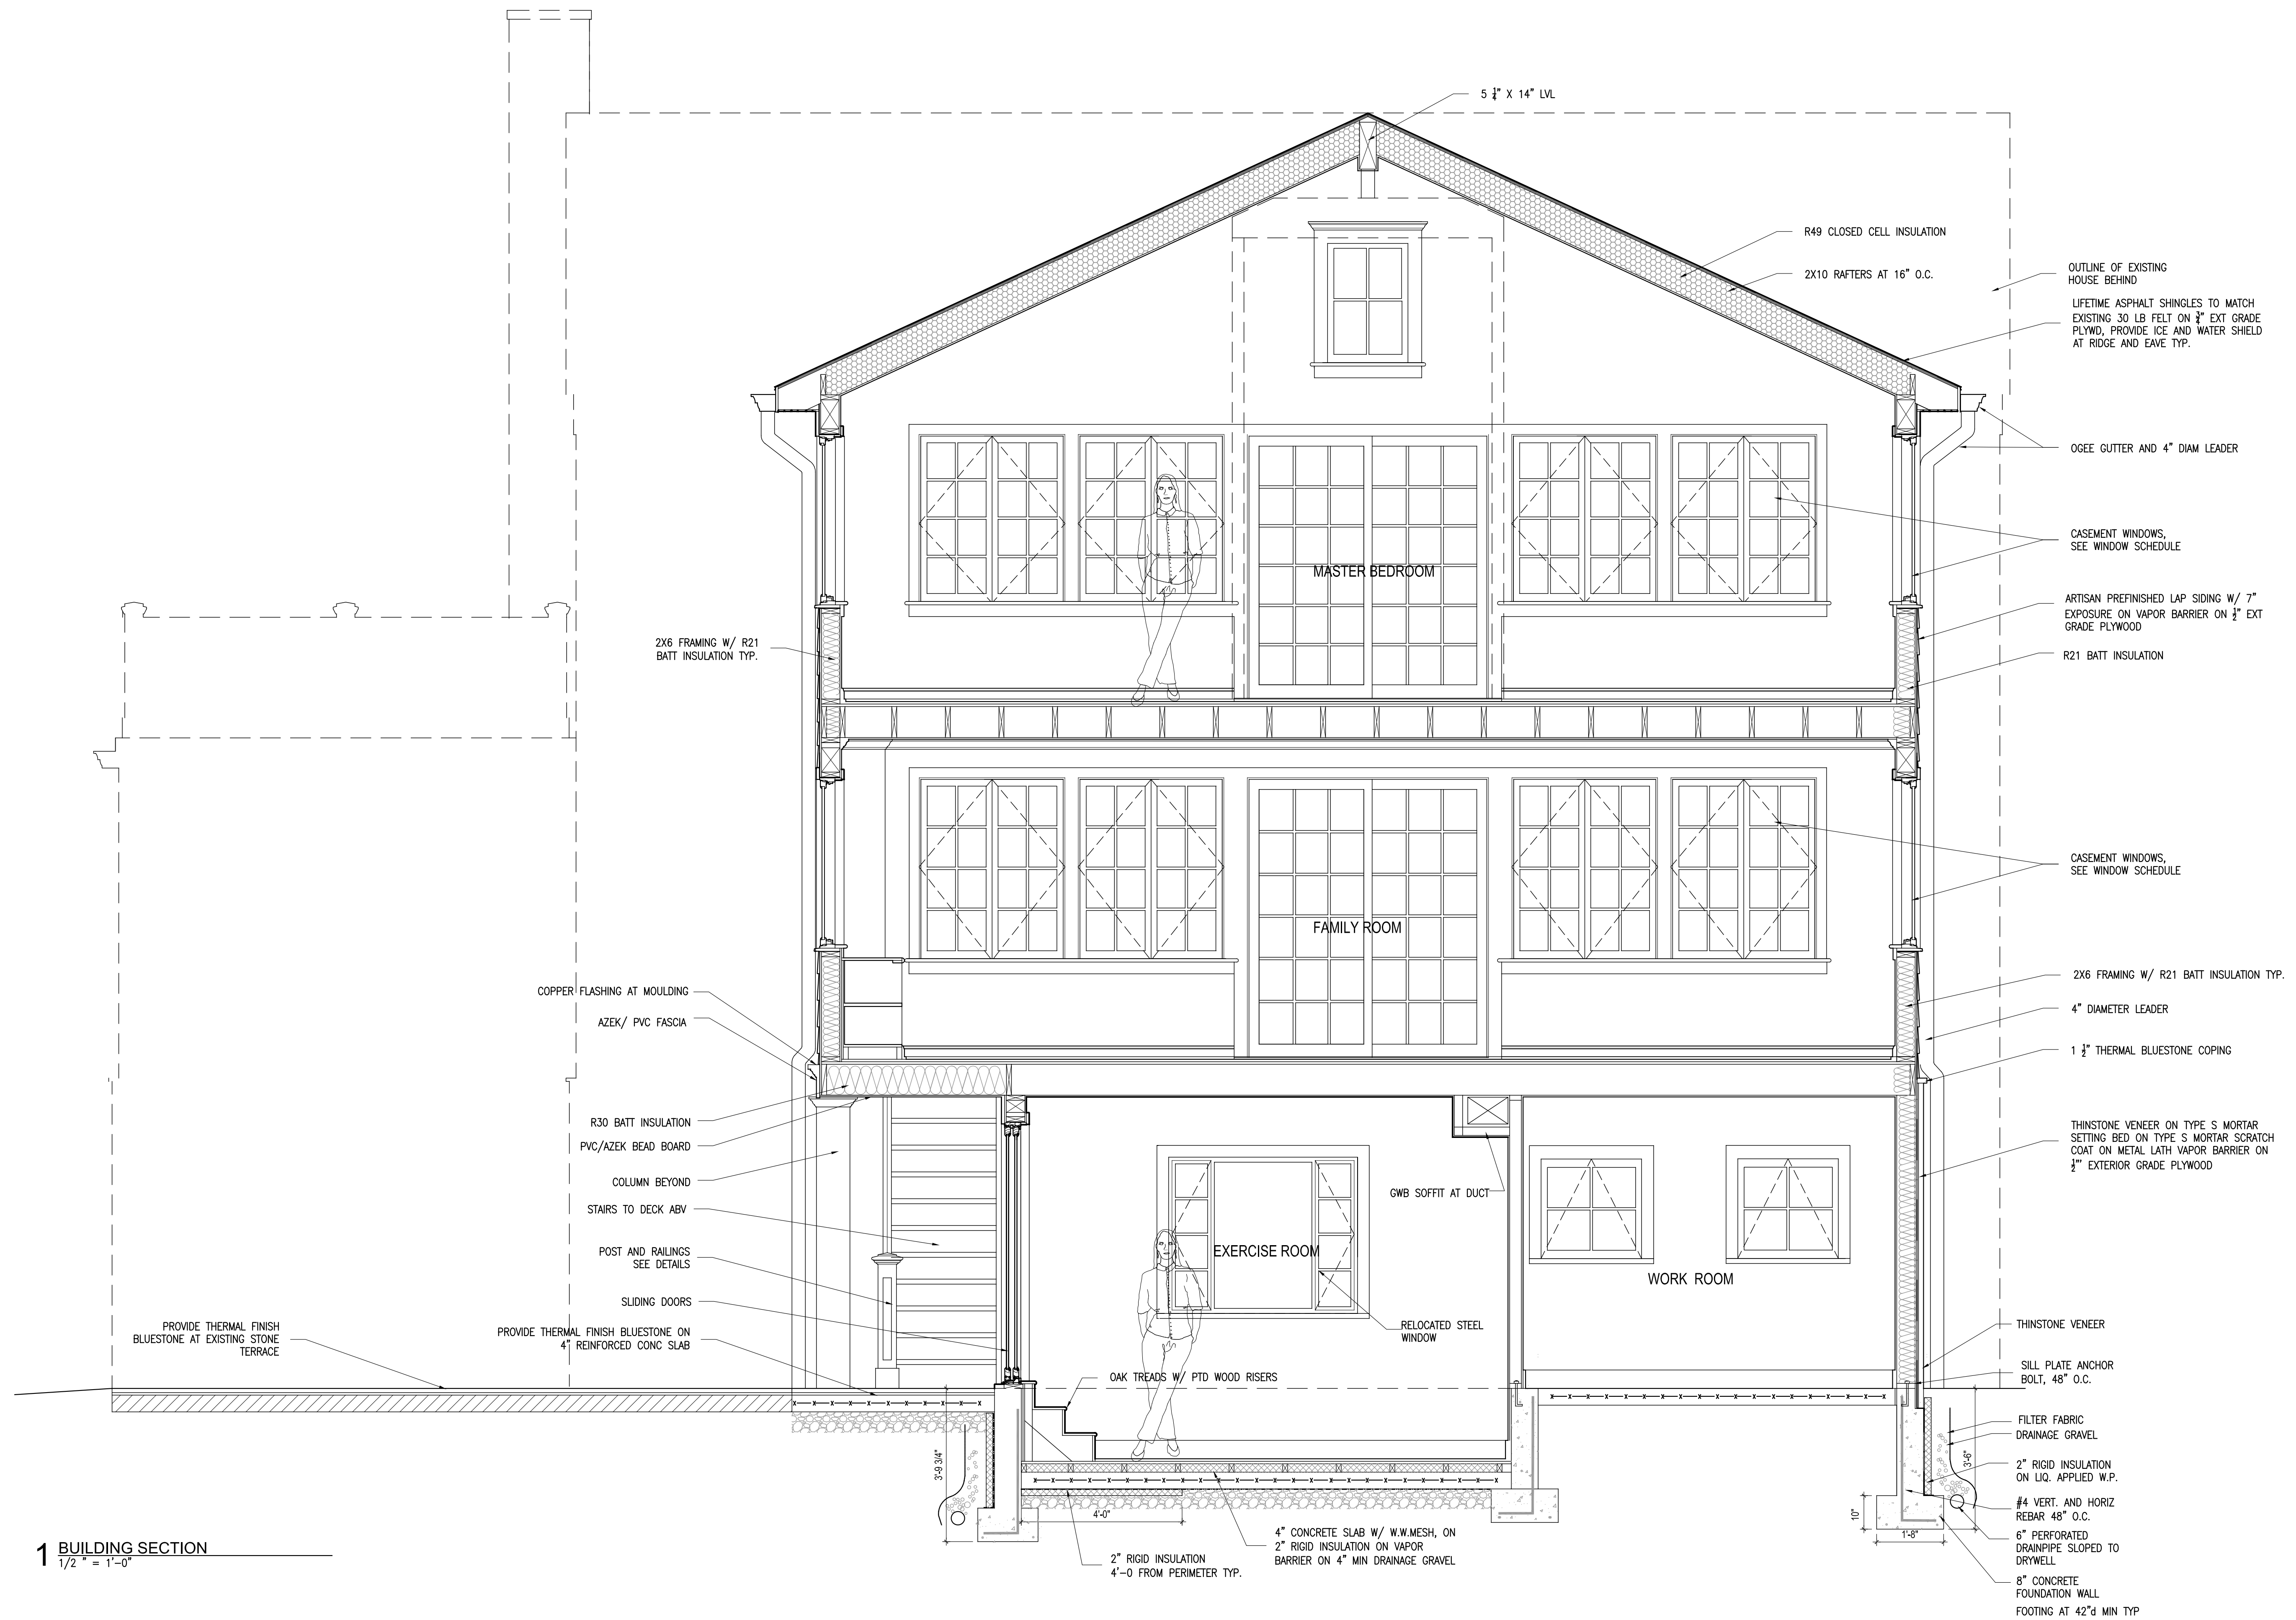 5 1/4" X 14" LVL
R49 CLOSED CELL INSULATION
2X10 RAFTERS AT 16" O.C.
OUTLINE OF EXISTING
HOUSE BEHIND
LIFETIME ASPHALT SHINGLES TO MATCH
EXISTING 30 LB FELT ON 3/4" EXT GRADE
PLYWD, PROVIDE ICE AND WATER SHIELD
AT RIDGE AND EAVE TYP.
OGEE GUTTER AND 4" DIAM LEADER
CASEMENT WINDOWS,
SEE WINDOW SCHEDULE
MASTER BEDROOM
ARTISAN PREFINISHED LAP SIDING W/ 7"
EXPOSURE ON VAPOR BARRIER ON 1/2" EXT
GRADE PLYWOOD
2X6 FRAMING W/ R21
BATT INSULATION TYP.
R21 BATT INSULATION
CASEMENT WINDOWS,
SEE WINDOW SCHEDULE
FAMILY ROOM
2X6 FRAMING W/ R21 BATT INSULATION TYP.
COPPER FLASHING AT MOULDING
4" DIAMETER LEADER
AZEK/ PVC FASCIA
1 1/2" THERMAL BLUESTONE COPING
R30 BATT INSULATION
PVC/AZEK BEAD BOARD
THINSTONE VENEER ON TYPE S MORTAR
SETTING BED ON TYPE S MORTAR SCRATCH
COAT ON METAL LATH VAPOR BARRIER ON
1/2"' EXTERIOR GRADE PLYWOOD
COLUMN BEYOND
GWB SOFFIT AT DUCT
STAIRS TO DECK ABV
POST AND RAILINGS
SEE DETAILS
EXERCISE ROOM
WORK ROOM
SLIDING DOORS
PROVIDE THERMAL FINISH
BLUESTONE AT EXISTING STONE
TERRACE
PROVIDE THERMAL FINISH BLUESTONE ON
4" REINFORCED CONC SLAB
RELOCATED STEEL
WINDOW
THINSTONE VENEER
OAK TREADS W/ PTD WOOD RISERS
SILL PLATE ANCHOR
BOLT, 48" O.C.
FILTER FABRIC
DRAINAGE GRAVEL
3'-9 3/4"
3'-6"
2" RIGID INSULATION
ON LIQ. APPLIED W.P.
#4 VERT. AND HORIZ
REBAR 48" O.C.
4'-0"
10"
1'-8"
4" CONCRETE SLAB W/ W.W.MESH, ON
2" RIGID INSULATION ON VAPOR
BARRIER ON 4" MIN DRAINAGE GRAVEL
6" PERFORATED
DRAINPIPE SLOPED TO
DRYWELL
2" RIGID INSULATION
4'-0 FROM PERIMETER TYP.
8" CONCRETE
FOUNDATION WALL
FOOTING AT 42"d MIN TYP
1 BUILDING SECTION
1/2 " = 1'-0"